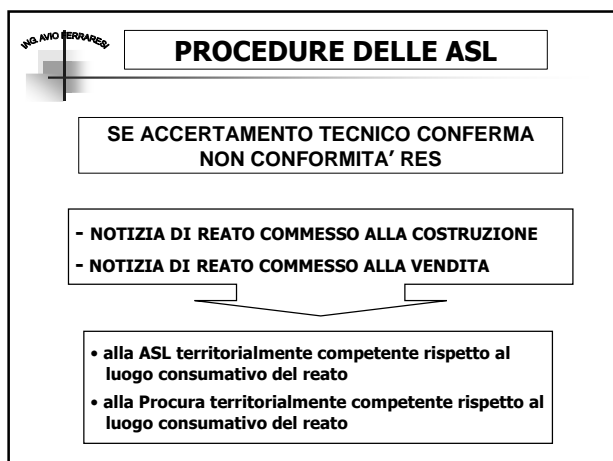 ING. AVIO FERRARESI
PROCEDURE DELLE ASL
SE ACCERTAMENTO TECNICO CONFERMA
NON CONFORMITA' RES
- NOTIZIA DI REATO COMMESSO ALLA COSTRUZIONE
- NOTIZIA DI REATO COMMESSO ALLA VENDITA
• alla ASL territorialmente competente rispetto al
luogo consumativo del reato
• alla Procura territorialmente competente rispetto al
luogo consumativo del reato